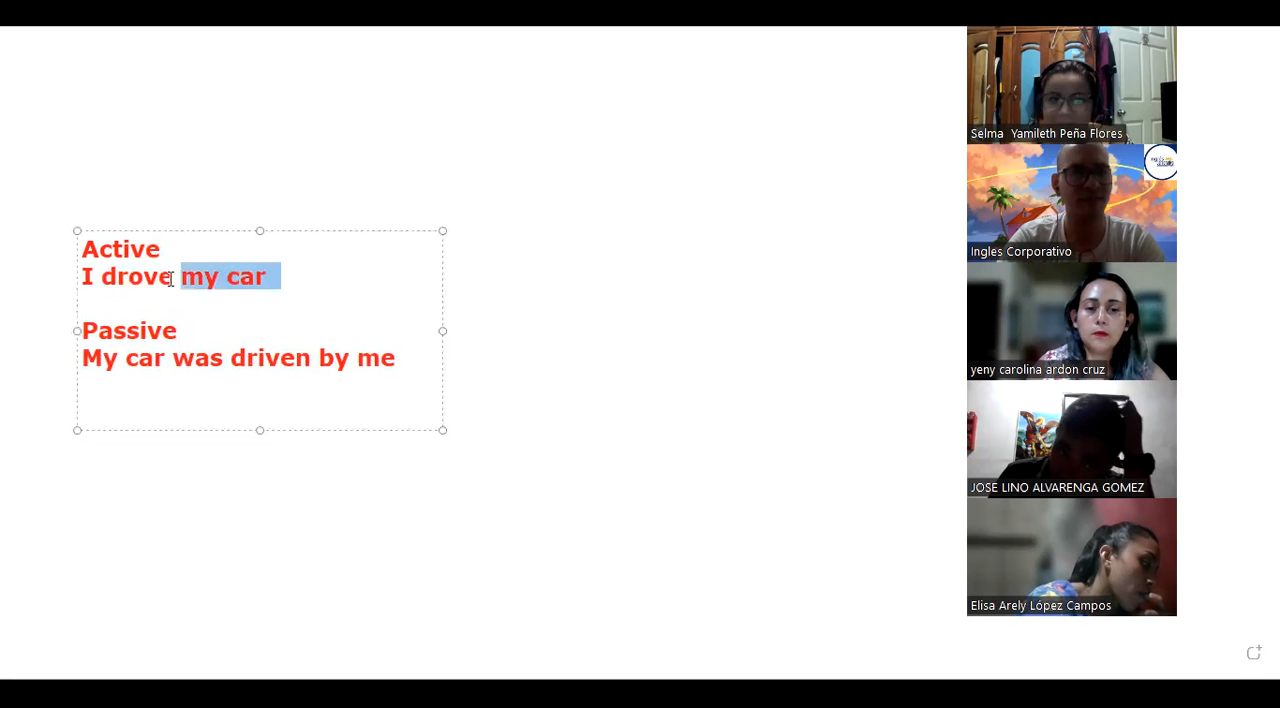 Active
I drove my car
Passive
My car was driven by me
Selma Yamileth Peña Flores
Ingles Corporativo
yeny carolina ardon cruz
JOSE LINO ALVARENGA GOMEZ
Elisa Arely López Campos